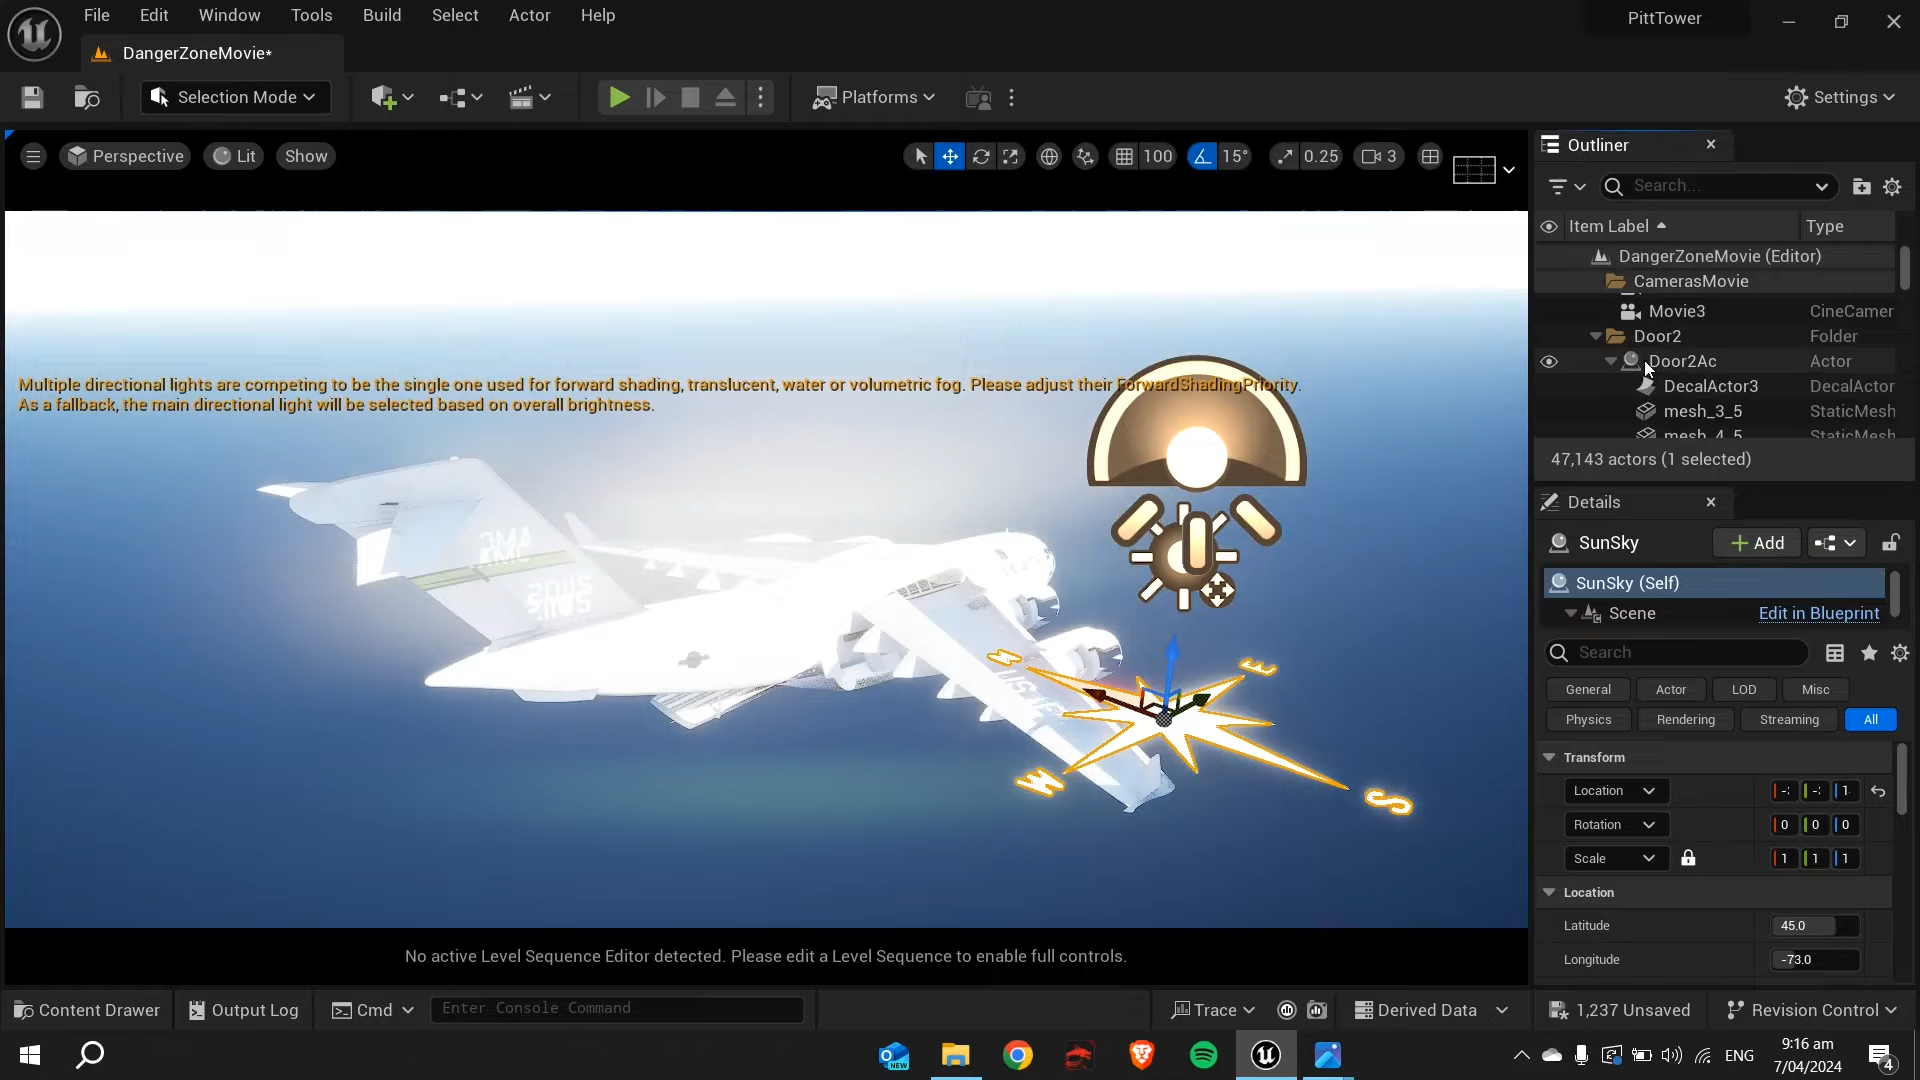 File Edit Window Tools Build Select Actor Help
PittTower
DangerZoneMovie*
Selection Mode
Platforms
Settings
Perspective Lit Show
100 15° 0.25 3
Multiple directional lights are competing to be the single one used for forward shading, translucent, water or volumetric fog. Please adjust their ForwardShadingPriority.
As a fallback, the main directional light will be selected based on overall brightness.
E
S
No active Level Sequence Editor detected. Please edit a Level Sequence to enable full controls.
Outliner
Search...
Item Label Type
DangerZoneMovie (Editor)
CamerasMovie
Movie3 CineCamer
Door2 Folder
Door2Ac Actor
DecalActor3 DecalActor
mesh_3_5 StaticMesh
mesh_4_5 StaticMesh
47,143 actors (1 selected)
Details
SunSky Add
SunSky (Self)
Scene Edit in Blueprint
Search
General Actor LOD Misc
Physics Rendering Streaming All
Transform
Location
Rotation 0 0 0
Scale 1 1 1
Location
Latitude 45.0
Longitude -73.0
Content Drawer Output Log Cmd Enter Console Command Trace Derived Data 1,237 Unsaved Revision Control
NEW
ENG
9:16 am
7/04/2024
4